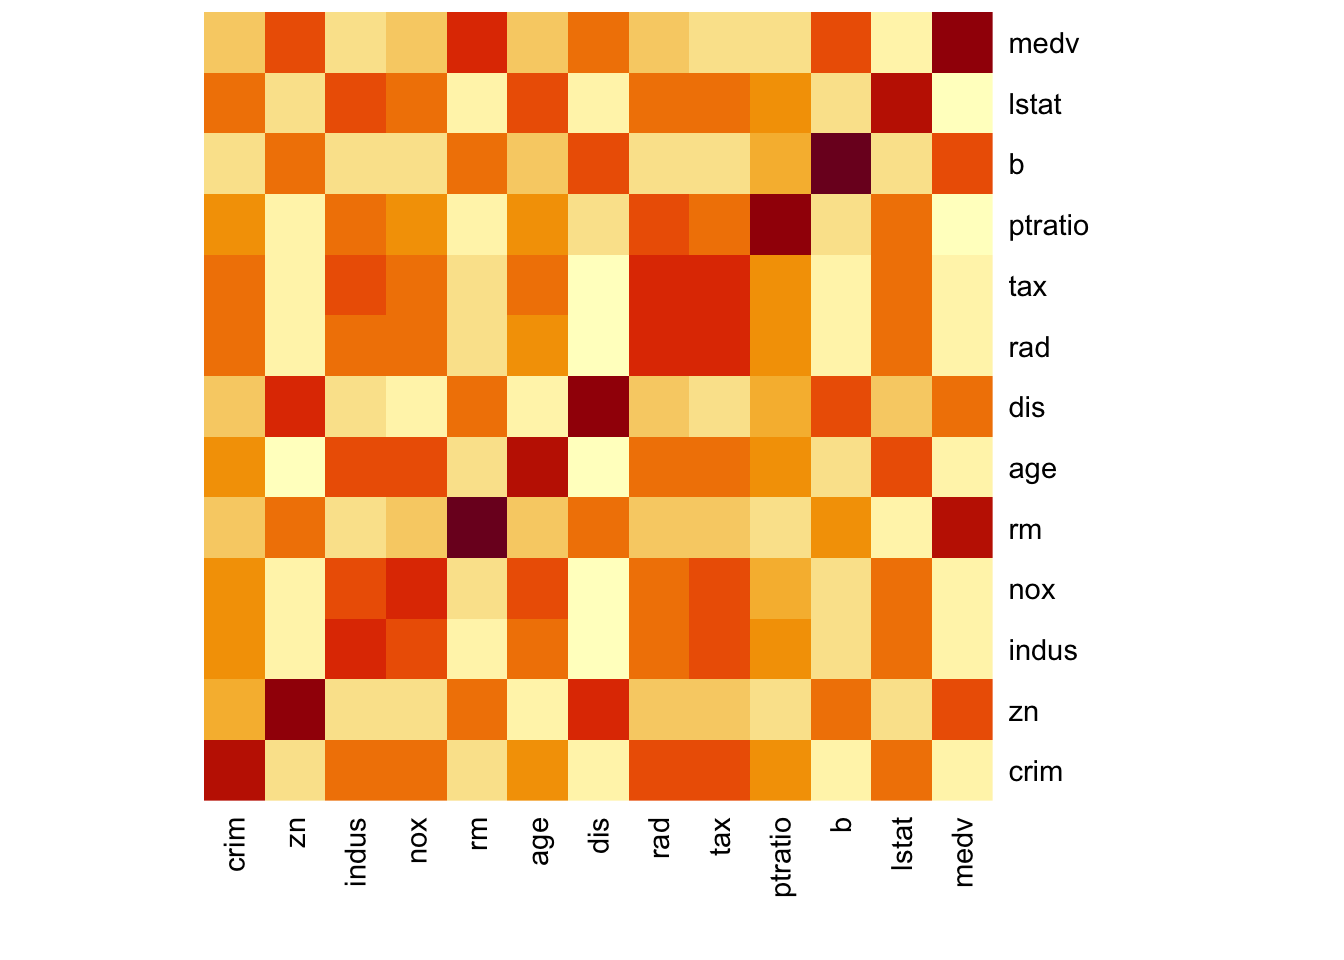 medv
lstat
b
ptratio
tax
rad
dis
age
rm
nox
indus
zn
crim
crim
zn
indus
nox
rm
age
dis
rad
tax
ptratio
b
lstat
medv